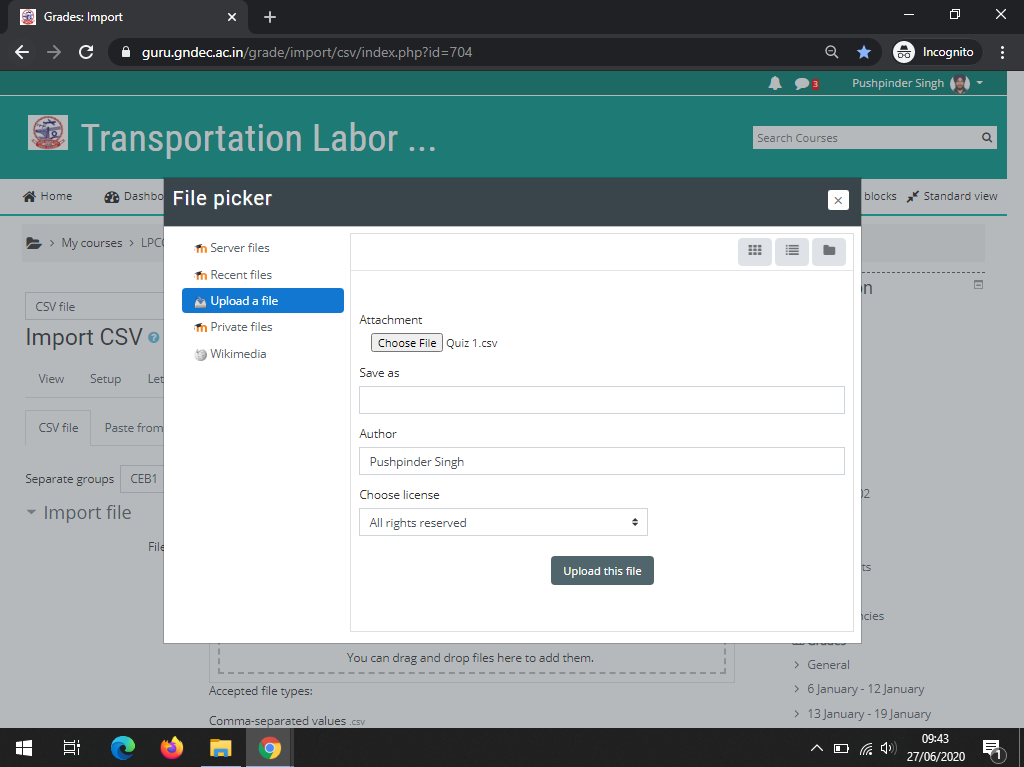 Grades: Import
guru.gndec.ac.in/grade/import/csv/index.php?id=704
Incognito
3
Pushpinder Singh
Transportation Labor ...
Search Courses
Home
Dashbo
blocks
Standard view
My courses
LPC
CSV file
Import CSV
View
Setup
Let
CSV file
Paste from
Separate groups
CEB1
Import file
File
File picker
Server files
Recent files
Upload a file
Private files
Wikimedia
Attachment
Choose File Quiz 1.csv
Save as
Author
Pushpinder Singh
Choose license
All rights reserved
Upload this file
You can drag and drop files here to add them.
Accepted file types:
Comma-separated values .csv
General
6 January - 12 January
13 January - 19 January
09:43
27/06/2020
1